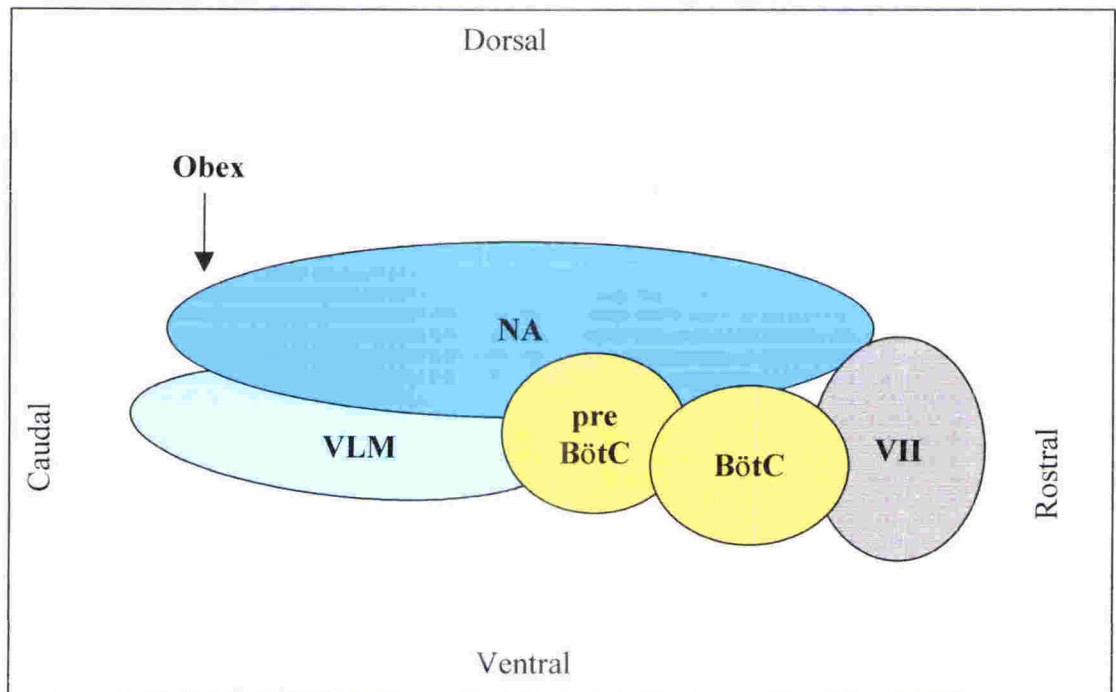 Dorsal
Obex
NA
Caudal
VLM
pre
BötC
BötC
VII
Rostral
Ventral